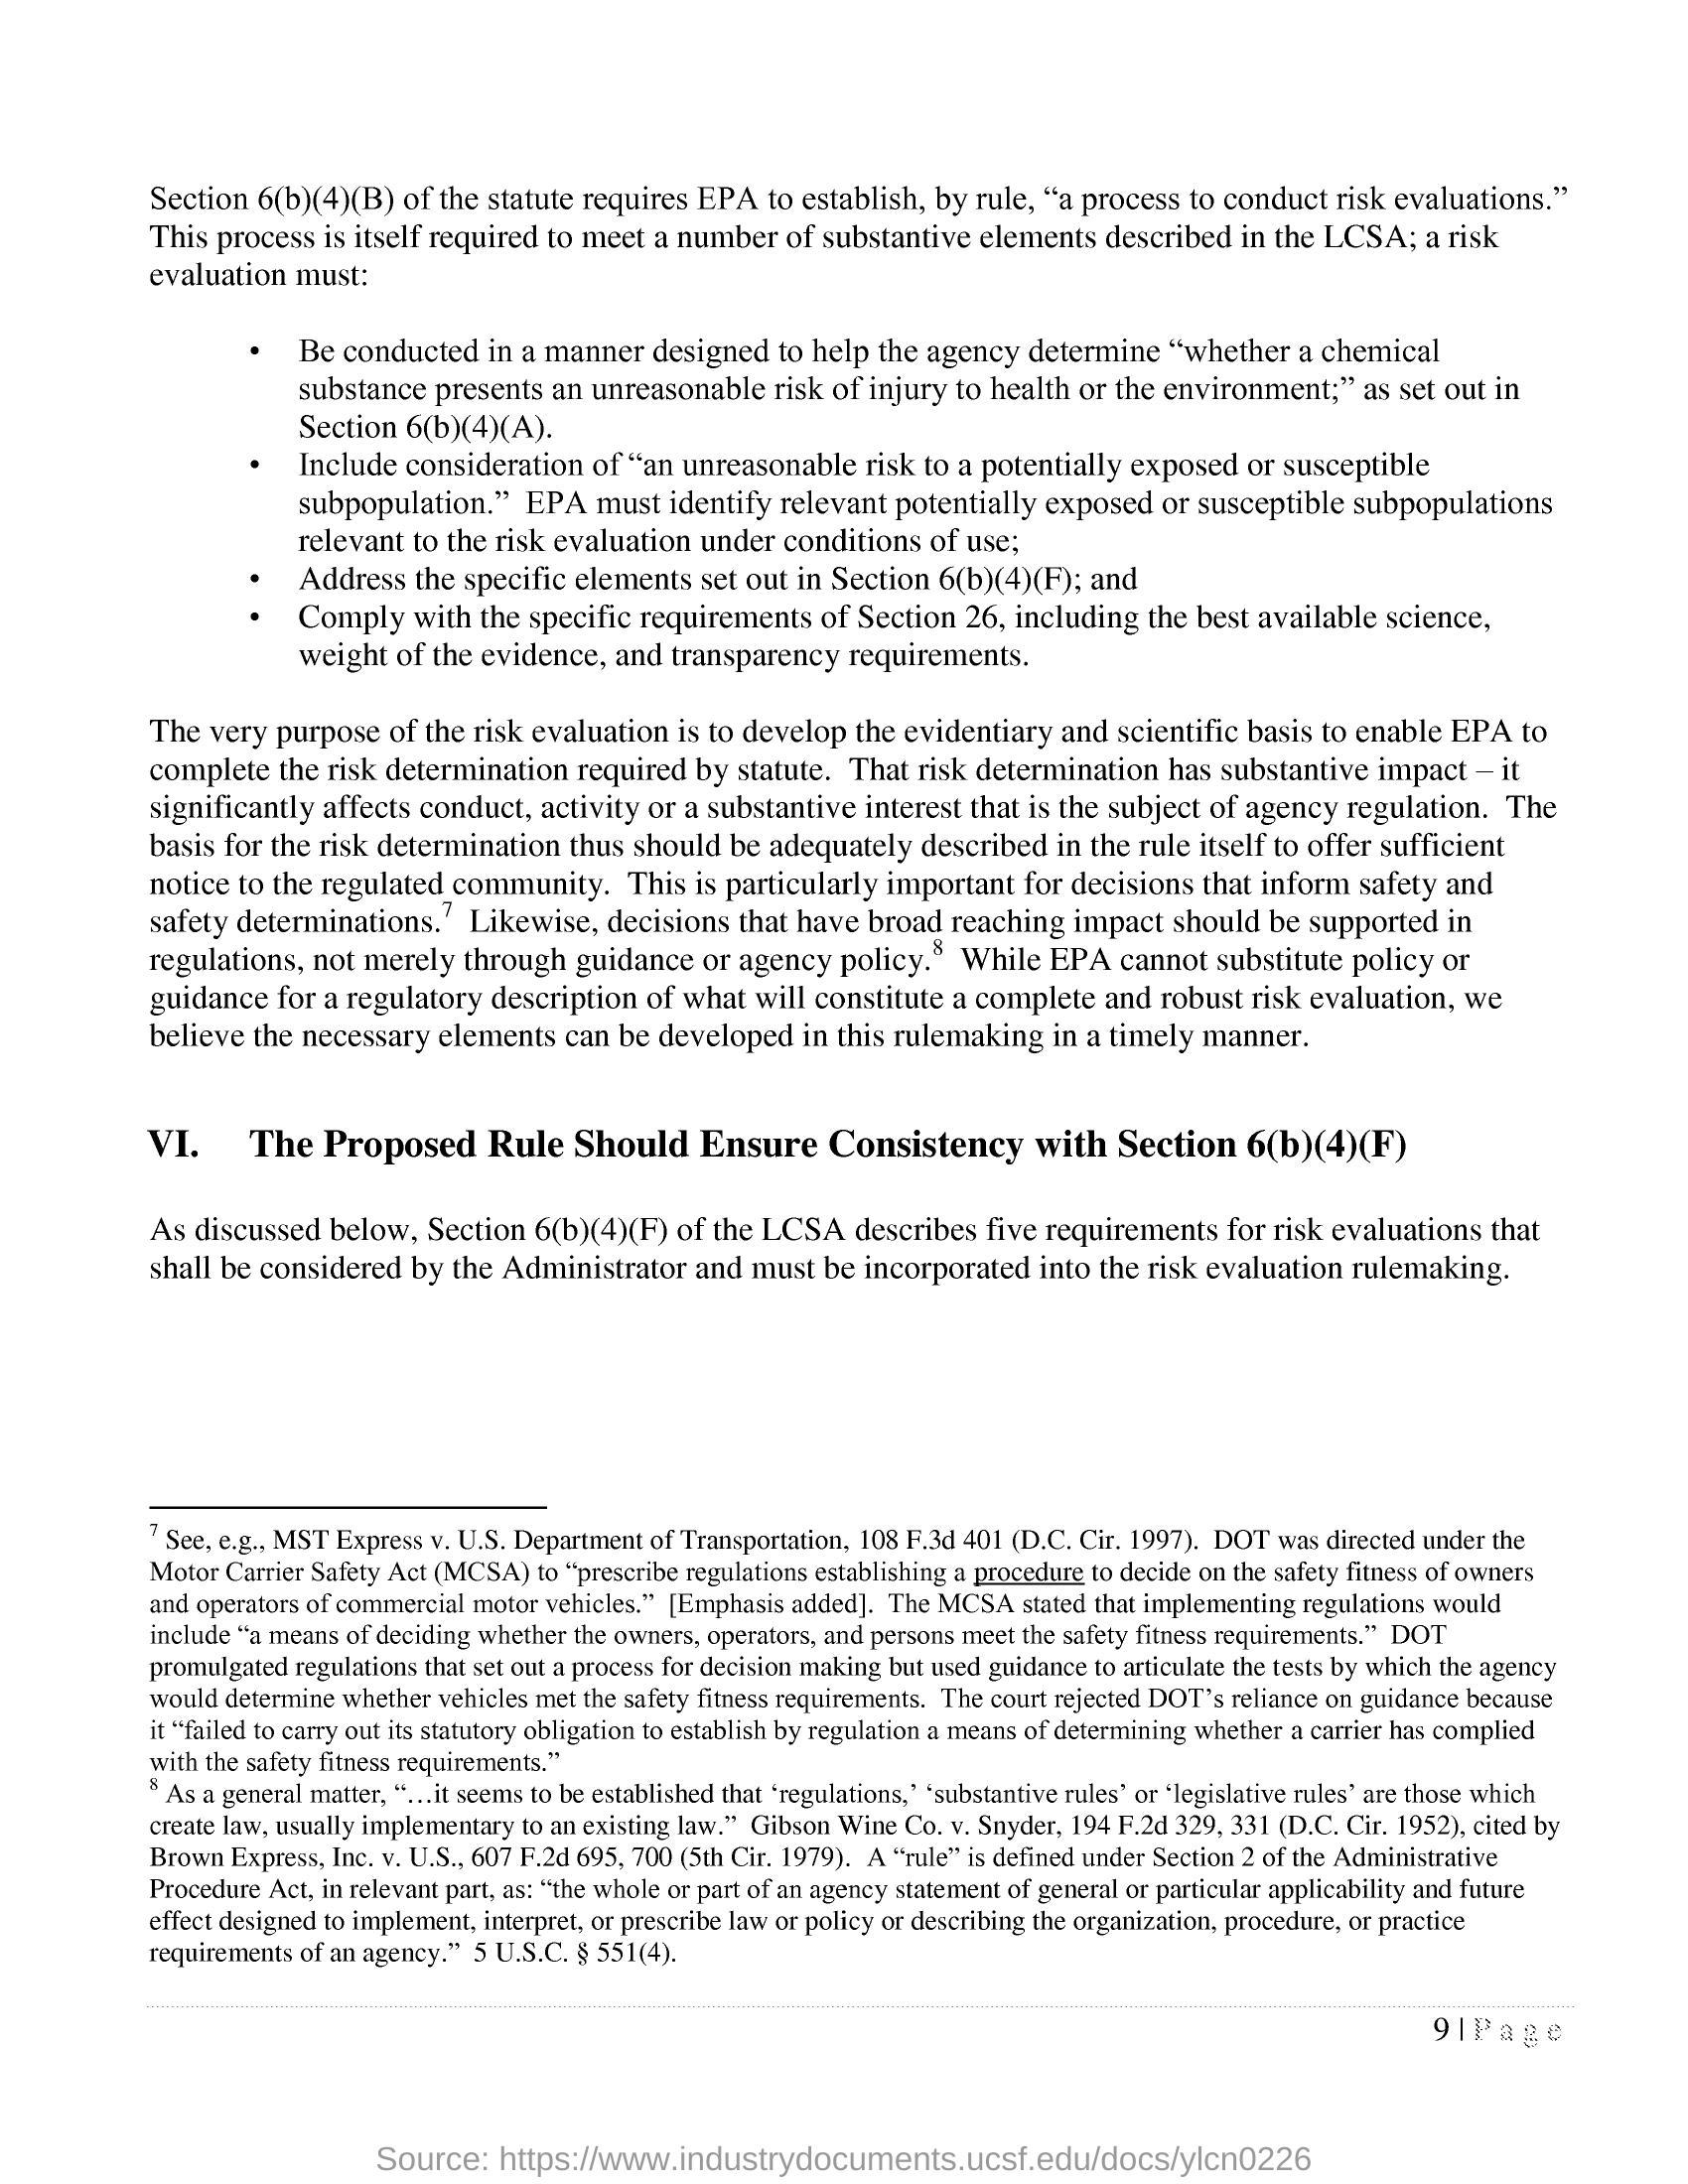 Section 6(b)(4)(B) of the statute requires EPA to establish, by rule, “a process to conduct risk evaluations.”
This process is itself required to meet a number of substantive elements described in the LCSA; a risk
evaluation must:
• Be conducted in a manner designed to help the agency determine “whether a chemical
substance presents an unreasonable risk of injury to health or the environment;” as set out in
Section 6(b)(4)(A).
• Include consideration of “an unreasonable risk to a potentially exposed or susceptible
subpopulation.” EPA must identify relevant potentially exposed or susceptible subpopulations
relevant to the risk evaluation under conditions of use;
• Address the specific elements set out in Section 6(b)(4)(F); and
• Comply with the specific requirements of Section 26, including the best available science,
weight of the evidence, and transparency requirements.
The very purpose of the risk evaluation is to develop the evidentiary and scientific basis to enable EPA to
complete the risk determination required by statute. That risk determination has substantive impact – it
significantly affects conduct, activity or a substantive interest that is the subject of agency regulation. The
basis for the risk determination thus should be adequately described in the rule itself to offer sufficient
notice to the regulated community. This is particularly important for decisions that inform safety and
safety determinations.7 Likewise, decisions that have broad reaching impact should be supported in
regulations, not merely through guidance or agency policy.8 While EPA cannot substitute policy or
guidance for a regulatory description of what will constitute a complete and robust risk evaluation, we
believe the necessary elements can be developed in this rulemaking in a timely manner.
VI. The Proposed Rule Should Ensure Consistency with Section 6(b)(4)(F)
As discussed below, Section 6(b)(4)(F) of the LCSA describes five requirements for risk evaluations that
shall be considered by the Administrator and must be incorporated into the risk evaluation rulemaking.
7 See, e.g., MST Express v. U.S. Department of Transportation, 108 F.3d 401 (D.C. Cir. 1997). DOT was directed under the
Motor Carrier Safety Act (MCSA) to “prescribe regulations establishing a procedure to decide on the safety fitness of owners
and operators of commercial motor vehicles.” [Emphasis added]. The MCSA stated that implementing regulations would
include “a means of deciding whether the owners, operators, and persons meet the safety fitness requirements.” DOT
promulgated regulations that set out a process for decision making but used guidance to articulate the tests by which the agency
would determine whether vehicles met the safety fitness requirements. The court rejected DOT’s reliance on guidance because
it “failed to carry out its statutory obligation to establish by regulation a means of determining whether a carrier has complied
with the safety fitness requirements.”
8 As a general matter, “…it seems to be established that ‘regulations,’ ‘substantive rules’ or ‘legislative rules’ are those which
create law, usually implementary to an existing law.” Gibson Wine Co. v. Snyder, 194 F.2d 329, 331 (D.C. Cir. 1952), cited by
Brown Express, Inc. v. U.S., 607 F.2d 695, 700 (5th Cir. 1979). A “rule” is defined under Section 2 of the Administrative
Procedure Act, in relevant part, as: “the whole or part of an agency statement of general or particular applicability and future
effect designed to implement, interpret, or prescribe law or policy or describing the organization, procedure, or practice
requirements of an agency.” 5 U.S.C. § 551(4).
9 | P a g e
Source: https://www.industrydocuments.ucsf.edu/docs/ylcn0226